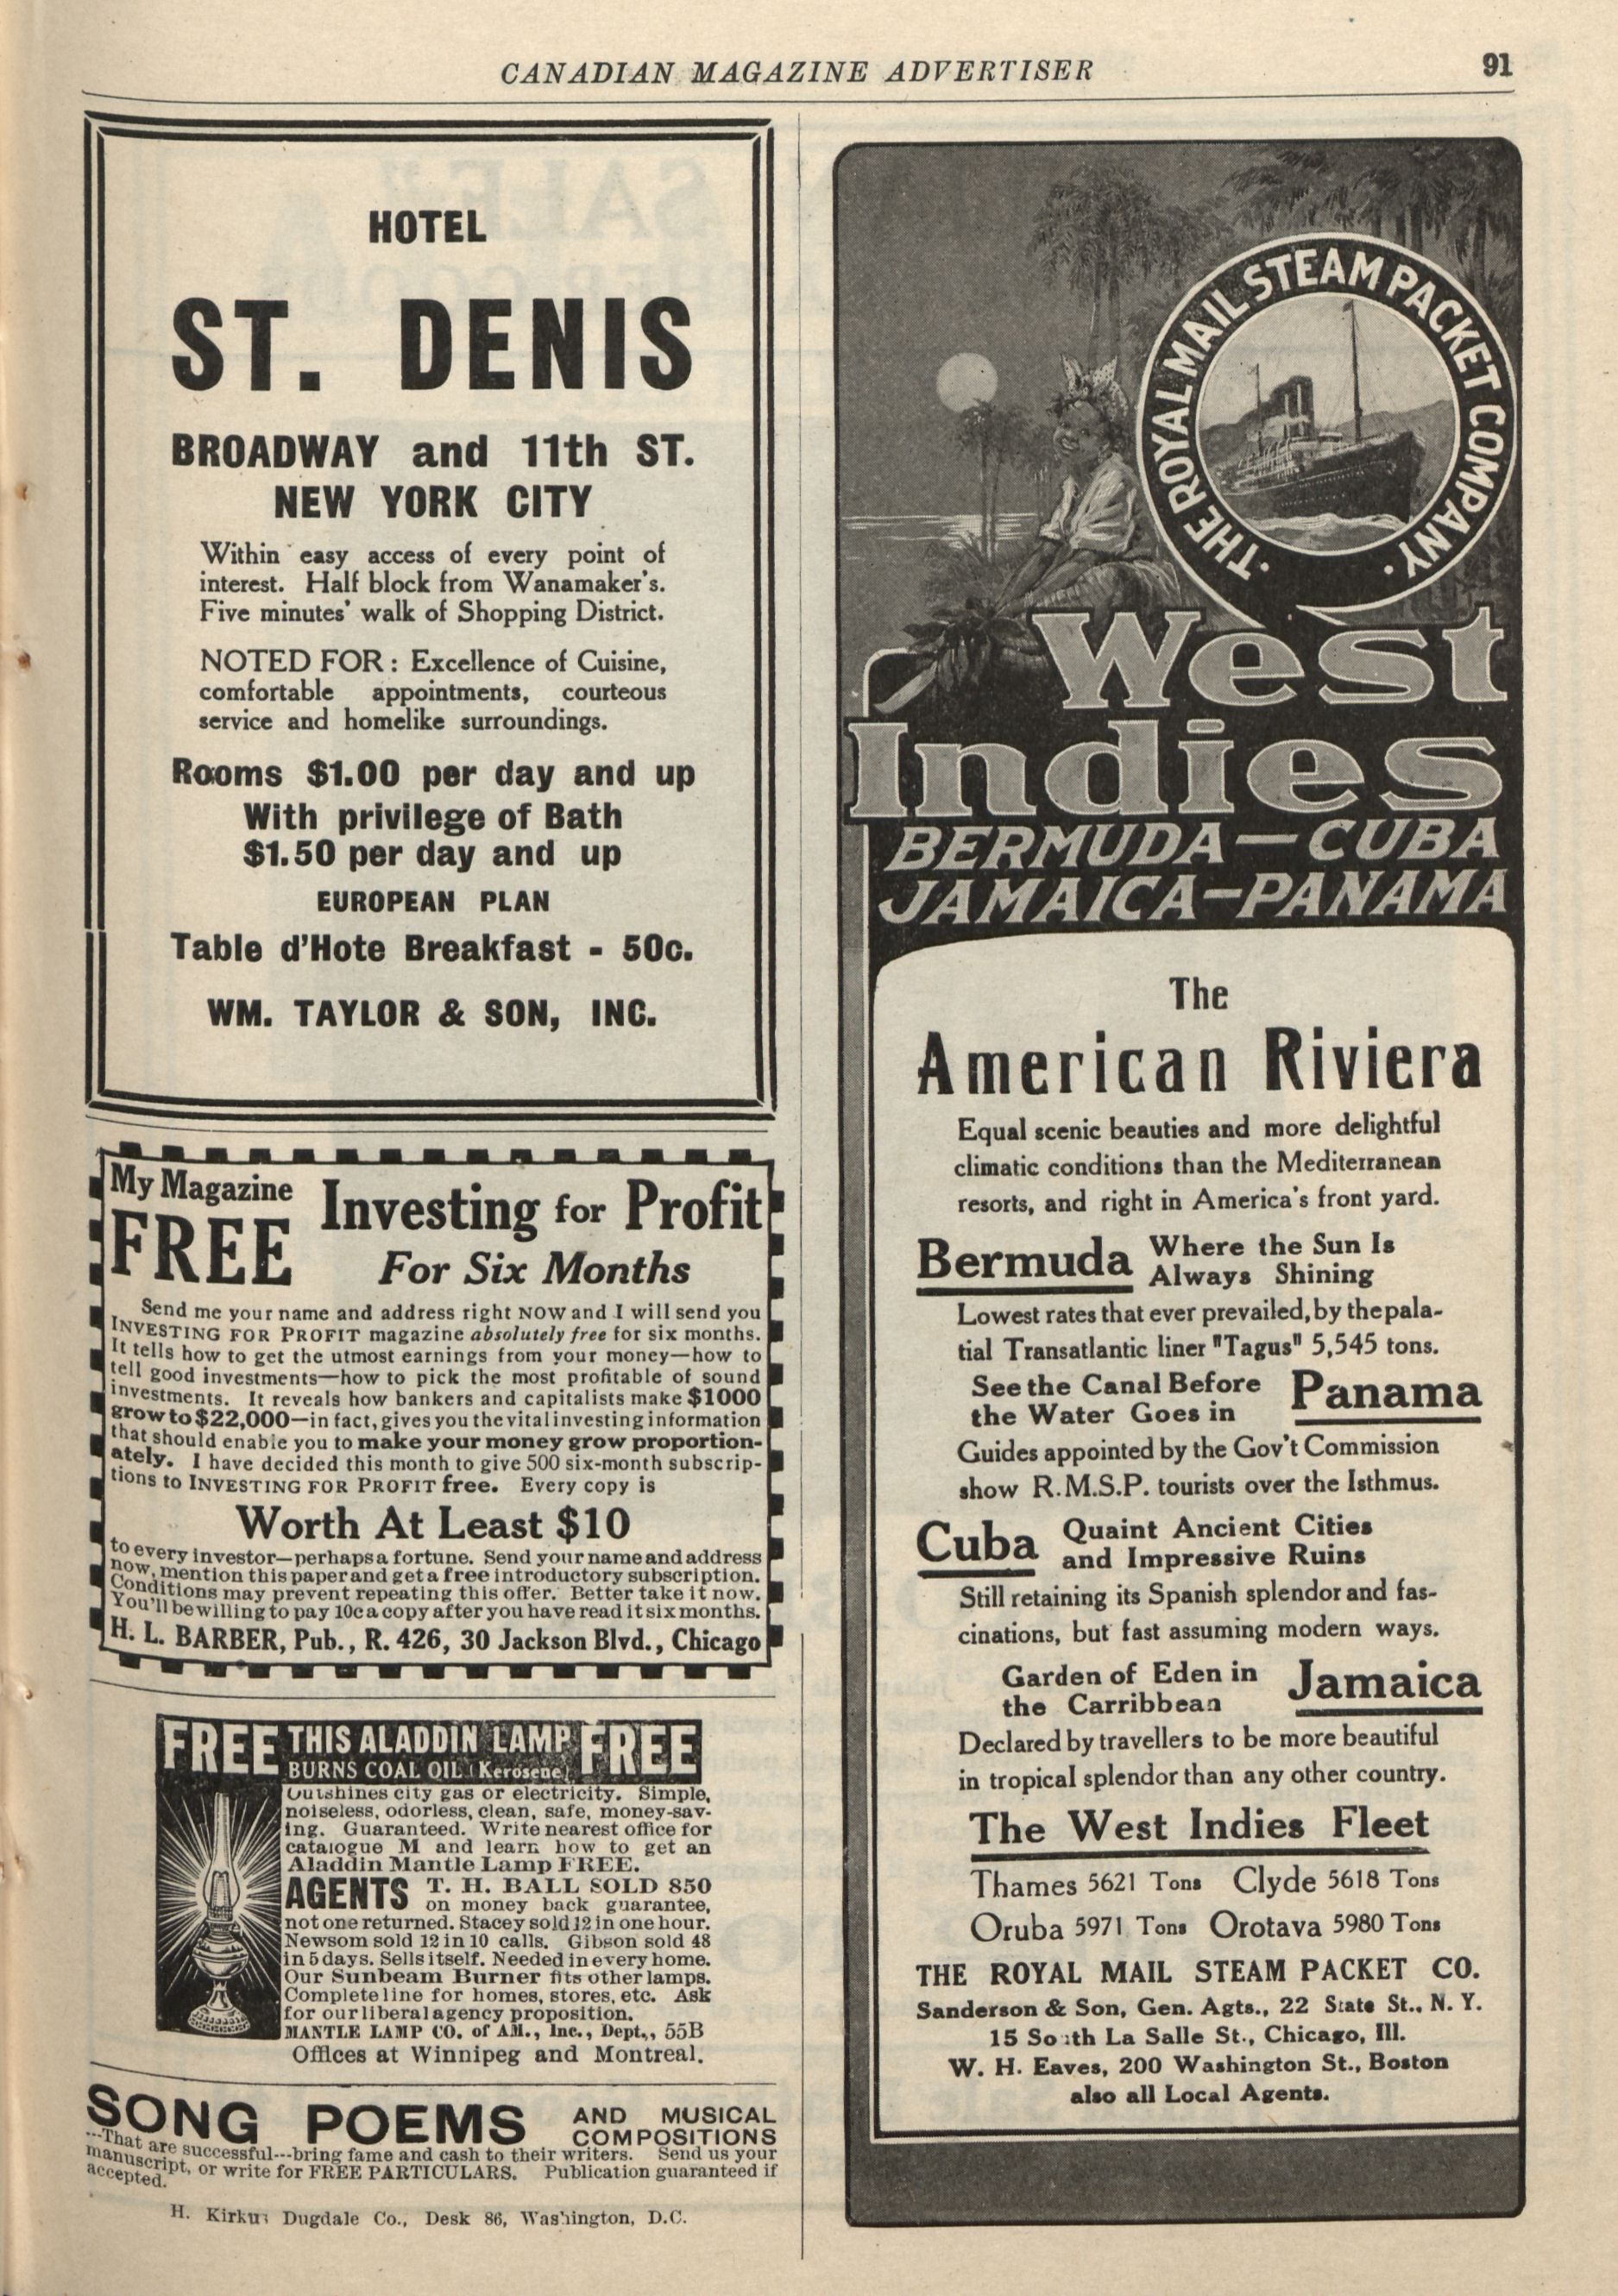 CANADIAN MAGAZINE ADVERTISER
91
HOTEL
ST. DENIS
BROADWAY and 11th ST.
NEW YORK CITY
Within easy access of every point of
interest. Half block from Wanamaker's.
Five minutes' walk of Shopping District.
NOTED FOR: Excellence of Cuisine,
comfortable appointments, courteous
service and homelike surroundings.
Rooms $1.00 per day and up
With privilege of Bath
$1.50 per day and up
EUROPEAN PLAN
Table d'Hote Breakfast - 50c.
WM. TAYLOR & SON, INC.
My Magazine
FREE
Investing for Profit
For Six Months
Send me your name and address right NOW and I will send you
INVESTING FOR PROFIT magazine absolutely free for six months.
It tells how to get the utmost earnings from your money—how to
tell good investments—how to pick the most profitable of sound
investments. It reveals how bankers and capitalists make $1000
grow to $22,000—in fact, gives you the vital investing information
that should enable you to make your money grow proportion-
ately. I have decided this month to give 500 six-month subscrip-
tions to INVESTING FOR PROFIT free. Every copy is
Worth At Least $10
to every investor—perhaps a fortune. Send your name and address
now, mention this paper and get a free introductory subscription.
Conditions may prevent repeating this offer. Better take it now.
You'll be willing to pay 10c a copy after you have read it six months.
H. L. BARBER, Pub., R. 426, 30 Jackson Blvd., Chicago
FREE THIS ALADDIN LAMP FREE
BURNS COAL OIL (Kerosene)
Outshines city gas or electricity. Simple,
noiseless, odorless, clean, safe, money-sav-
ing. Guaranteed. Write nearest office for
catalogue M and learn how to get an
Aladdin Mantle Lamp FREE.
AGENTS T. H. BALL SOLD 850
on money back guarantee,
not one returned. Stacey sold 12 in one hour.
Newsom sold 12 in 10 calls. Gibson sold 48
in 5 days. Sells itself. Needed in every home.
Our Sunbeam Burner fits other lamps.
Complete line for homes, stores, etc. Ask
for our liberal agency proposition.
MANTLE LAMP CO. of AM., Inc., Dept., 55B
Offices at Winnipeg and Montreal.
SONG POEMS AND MUSICAL
COMPOSITIONS
---That are successful---bring fame and cash to their writers. Send us your
manuscript, or write for FREE PARTICULARS. Publication guaranteed if
accepted.
H. Kirkus Dugdale Co., Desk 86, Washington, D.C.
· THE ROYAL MAIL STEAM PACKET COMPANY ·
West
Indies
BERMUDA—CUBA
JAMAICA—PANAMA
The
American Riviera
Equal scenic beauties and more delightful
climatic conditions than the Mediterranean
resorts, and right in America's front yard.
Bermuda Where the Sun Is
Always Shining
Lowest rates that ever prevailed, by the pala-
tial Transatlantic liner "Tagus" 5,545 tons.
See the Canal Before
the Water Goes in Panama
Guides appointed by the Gov't Commission
show R.M.S.P. tourists over the Isthmus.
Cuba Quaint Ancient Cities
and Impressive Ruins
Still retaining its Spanish splendor and fas-
cinations, but fast assuming modern ways.
Garden of Eden in
the Carribbean Jamaica
Declared by travellers to be more beautiful
in tropical splendor than any other country.
The West Indies Fleet
Thames 5621 Tons Clyde 5618 Tons
Oruba 5971 Tons Orotava 5980 Tons
THE ROYAL MAIL STEAM PACKET CO.
Sanderson & Son, Gen. Agts., 22 State St., N. Y.
15 South La Salle St., Chicago, Ill.
W. H. Eaves, 200 Washington St., Boston
also all Local Agents.